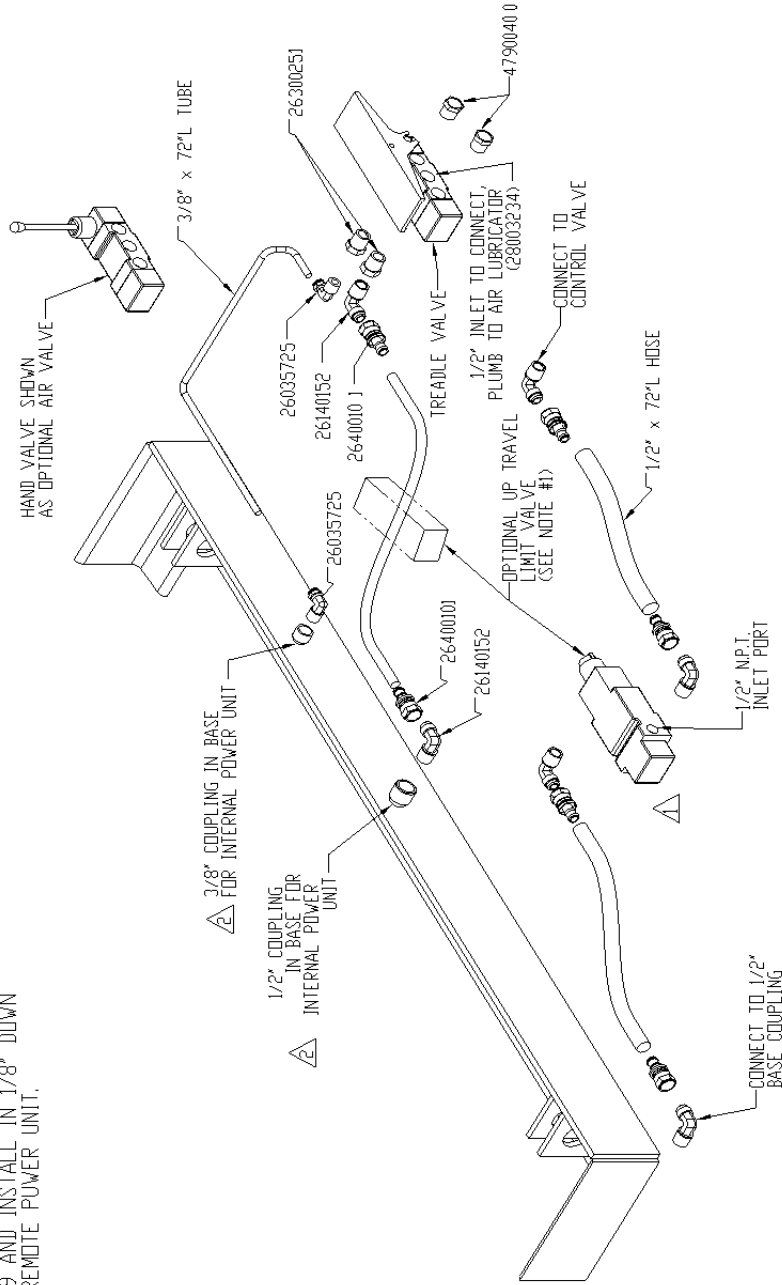 9 AND INSTALL IN 1/8" DOWN
REMOTE POWER UNIT.
HAND VALVE SHOWN
AS OPTIONAL AIR VALVE
3/8" x 72"L TUBE
26300251
47900400
26035725
26140152
26400101
TREADLE VALVE
1/2" INLET TO CONNECT,
PLUMB TO AIR LUBRICATOR
(28003234)
CONNECT TO
CONTROL VALVE
3/8" COUPLING IN BASE
FOR INTERNAL POWER UNIT
2
26035725
OPTIONAL UP TRAVEL
LIMIT VALVE
(SEE NOTE #1)
1/2" x 72"L HOSE
1/2" COUPLING
IN BASE FOR
INTERNAL POWER
UNIT
2
26400101
26140152
1/2" N.P.T.
INLET PORT
1
CONNECT TO 1/2"
BASE COUPLING